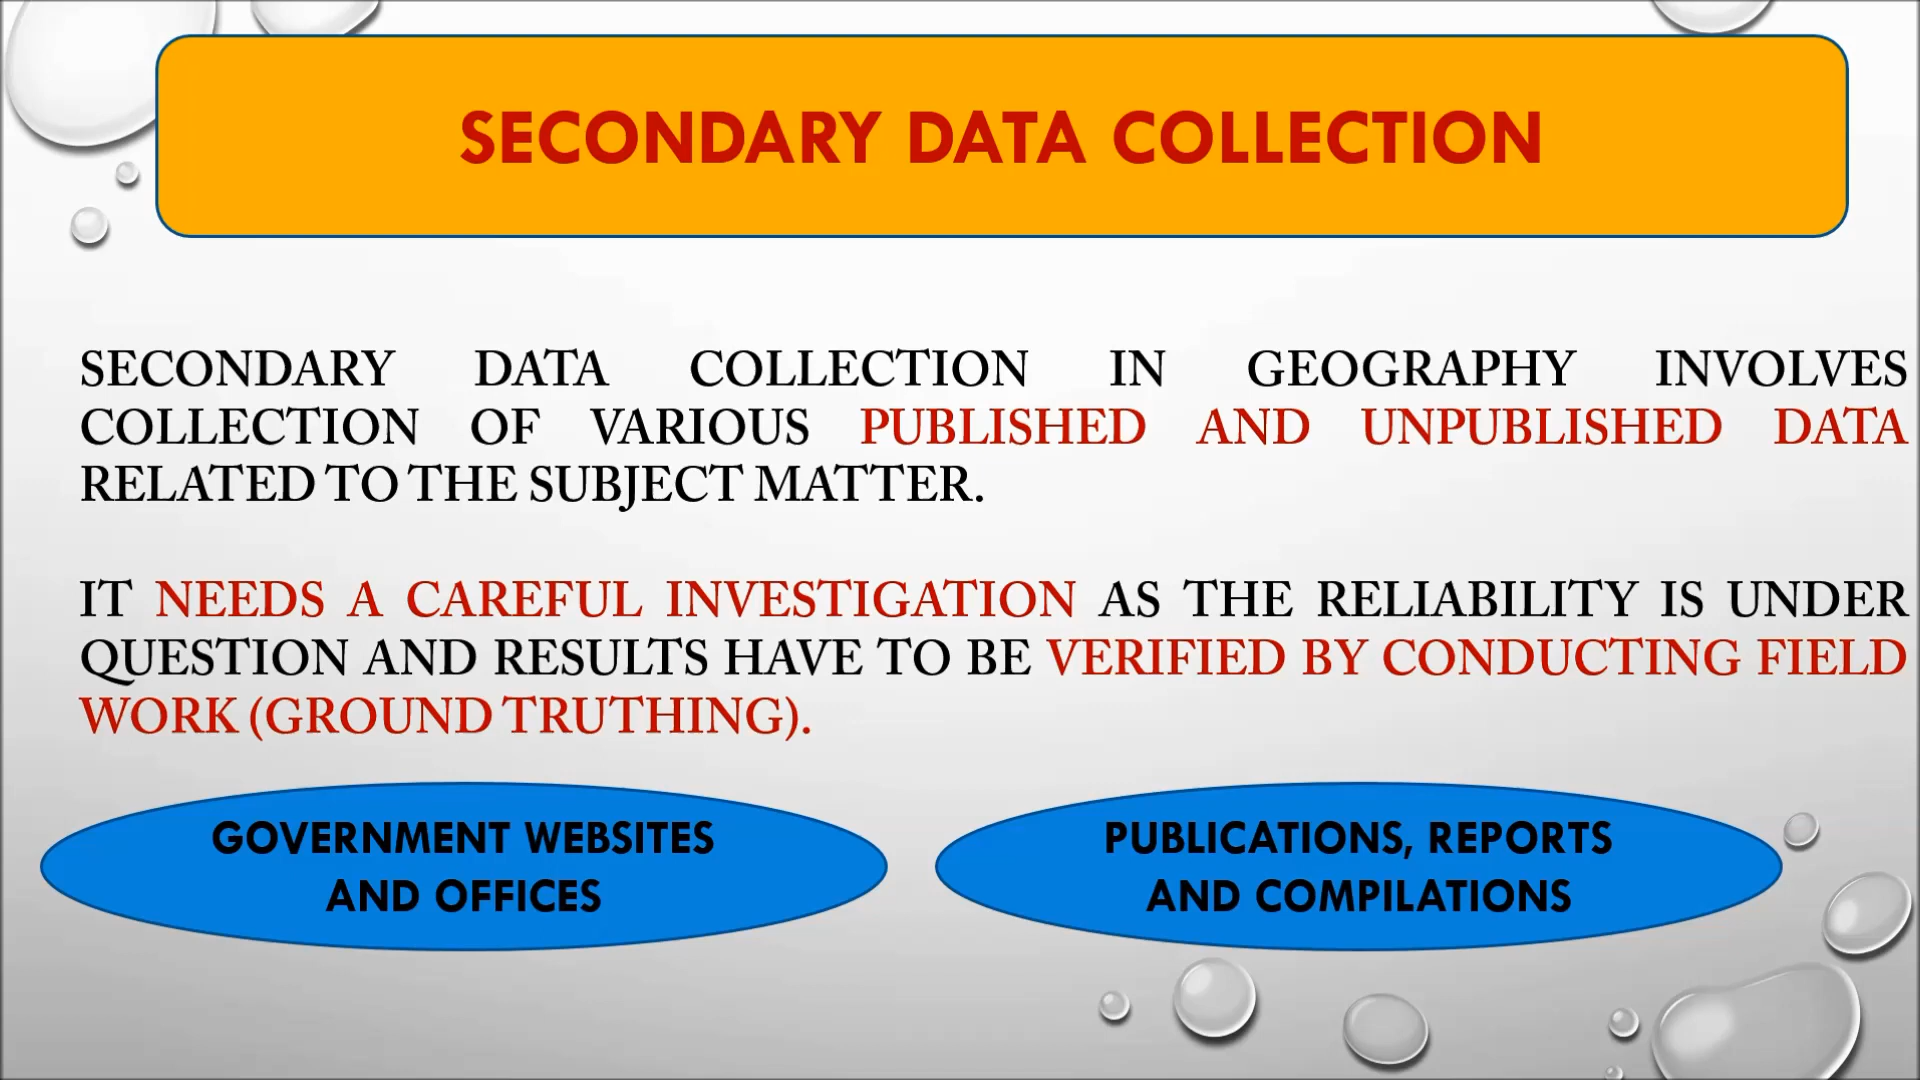 SECONDARY DATA COLLECTION
SECONDARY DATA COLLECTION IN GEOGRAPHY INVOLVES
COLLECTION OF VARIOUS PUBLISHED AND UNPUBLISHED DATA
RELATED TO THE SUBJECT MATTER.
IT NEEDS A CAREFUL INVESTIGATION AS THE RELIABILITY IS UNDER
QUESTION AND RESULTS HAVE TO BE VERIFIED BY CONDUCTING FIELD
WORK (GROUND TRUTHING).
GOVERNMENT WEBSITES
AND OFFICES
PUBLICATIONS, REPORTS
AND COMPILATIONS